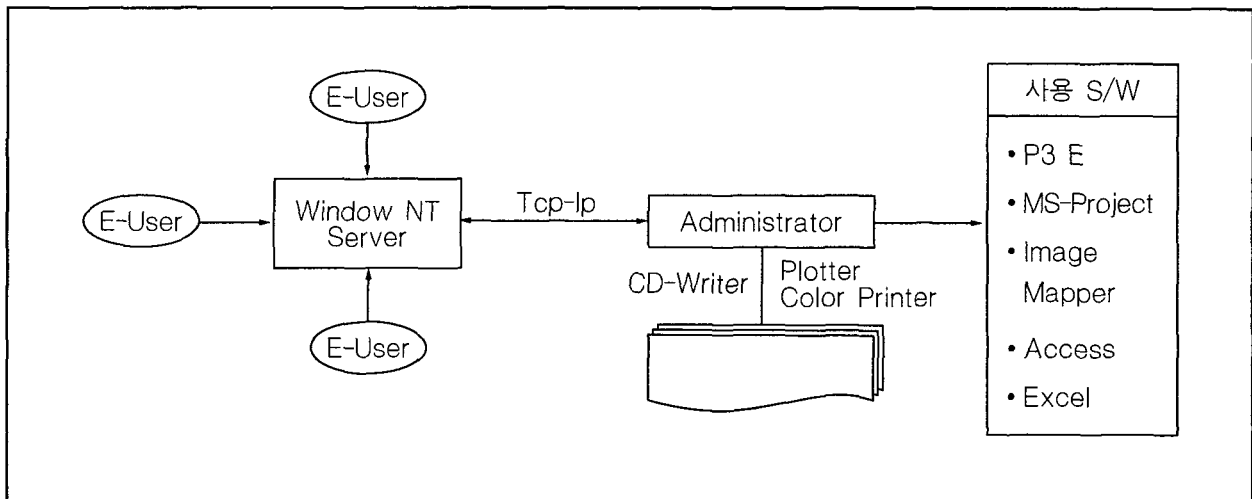 E-User
E-User
Window NT
Server
E-User
Tcp-Ip
Administrator
CD-Writer
Plotter
Color Printer
사용 S/W
• P3 E
• MS-Project
• Image
Mapper
• Access
• Excel